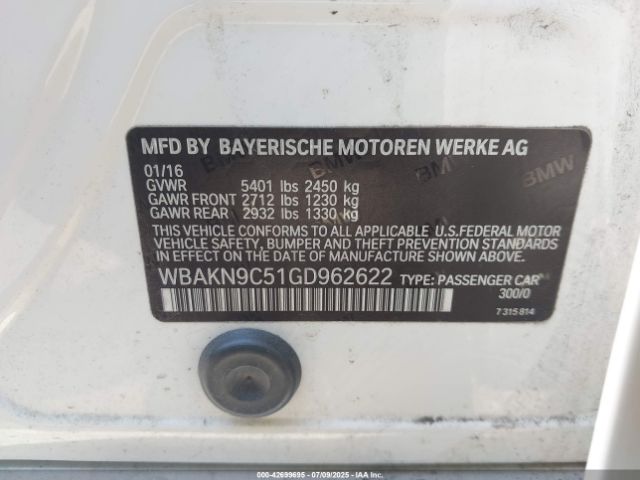 MFD BY BAYERISCHE MOTOREN WERKE AG
BMW
01/16
GVWR 5401 lbs 2450 kg
GAWR FRONT 2712 lbs 1230 kg
GAWR REAR 2932 lbs 1330 kg
THIS VEHICLE CONFORMS TO ALL APPLICABLE U.S.FEDERAL MOTOR
VEHICLE SAFETY, BUMPER AND THEFT PREVENTION STANDARDS IN
EFFECT ON THE DATE OF MANUFACTURE SHOWN ABOVE.
WBAKN9C51GD962622 TYPE: PASSENGER CAR
300/0
7 315 814
000-42699695 07/09/2025 IAA Inc.